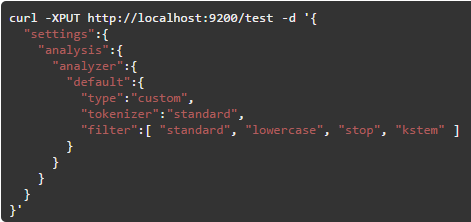 curl -XPUT http://localhost:9200/test -d '{
  "settings":{
    "analysis":{
      "analyzer":{
        "default":{
          "type":"custom",
          "tokenizer":"standard",
          "filter":[ "standard", "lowercase", "stop", "kstem" ]
        }
      }
    }
  }
}'